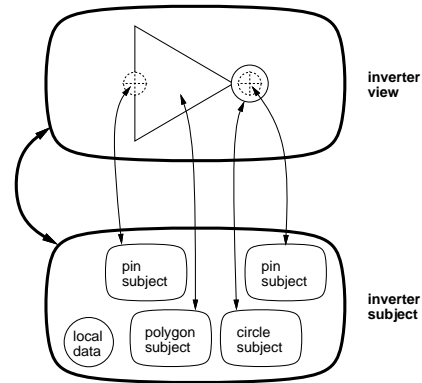 inverter
view
pin
subject
pin
subject
inverter
subject
local
data
polygon
subject
circle
subject